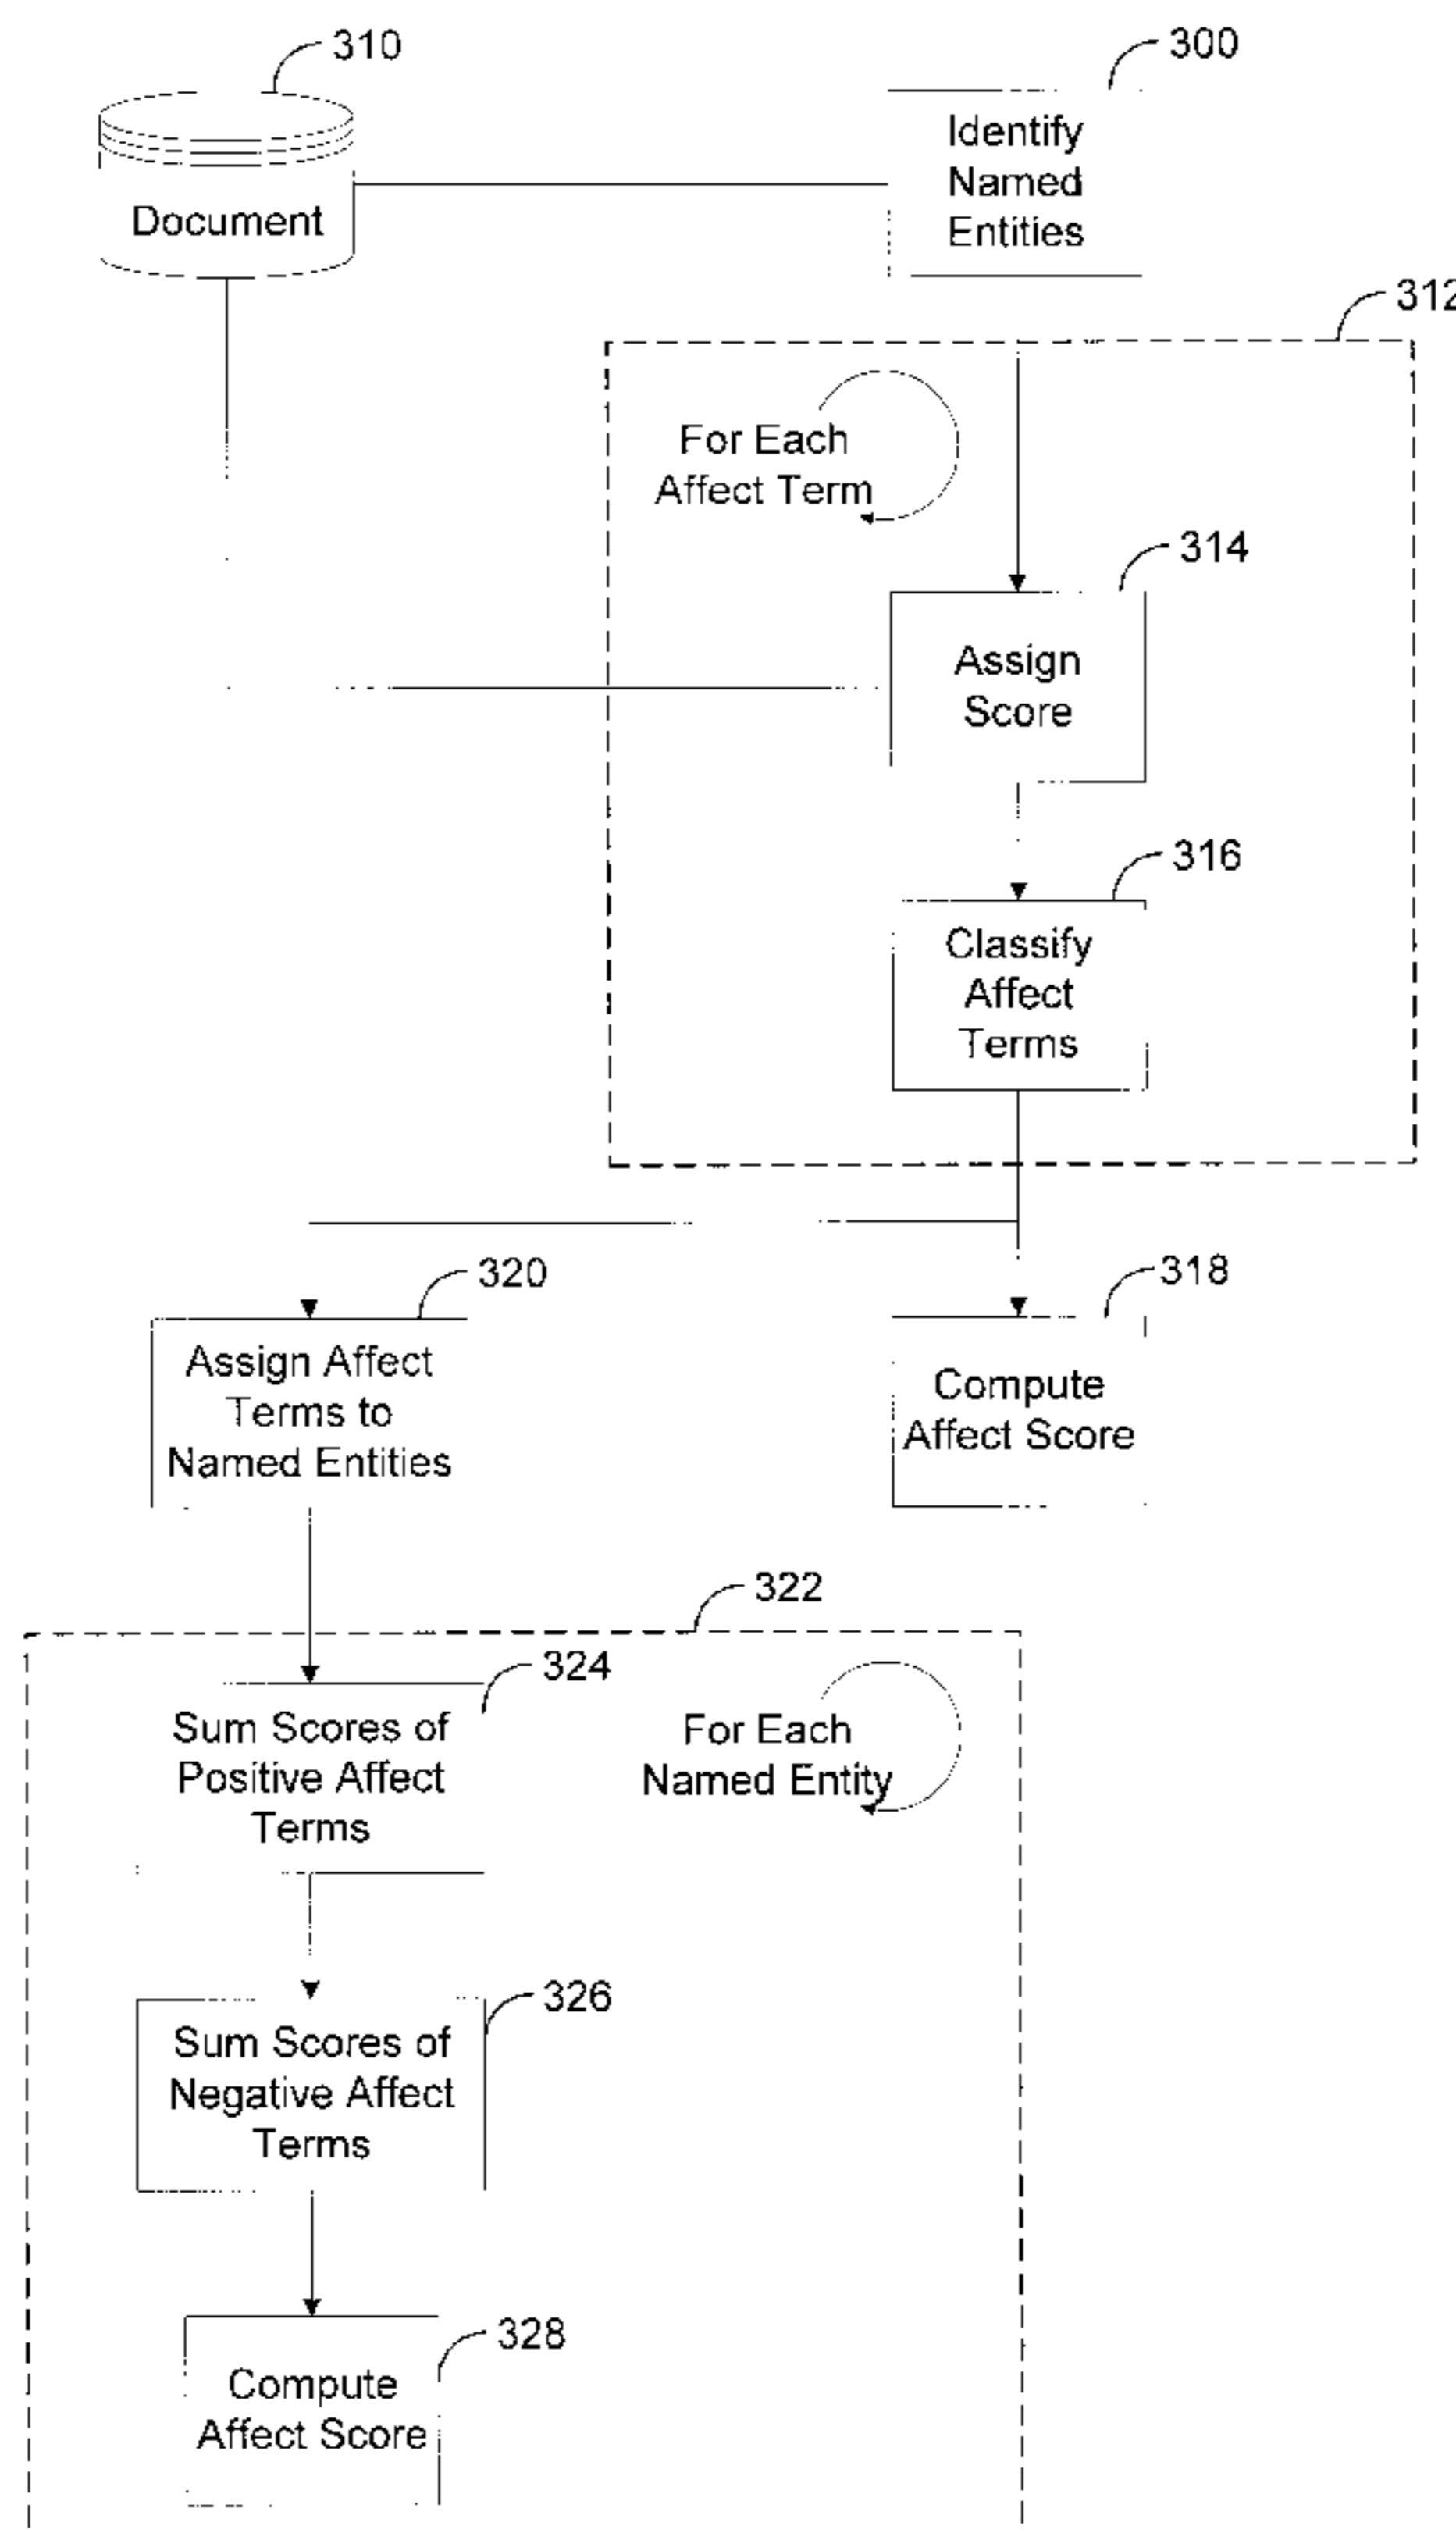 310
300
Document
Identify
Named
Entities
312
For Each
Affect Term
314
Assign
Score
316
Classify
Affect
Terms
320
318
Assign Affect
Terms to
Named Entities
Compute
Affect Score
322
324
Sum Scores of
Positive Affect
Terms
For Each
Named Entity
326
Sum Scores of
Negative Affect
Terms
328
Compute
Affect Score